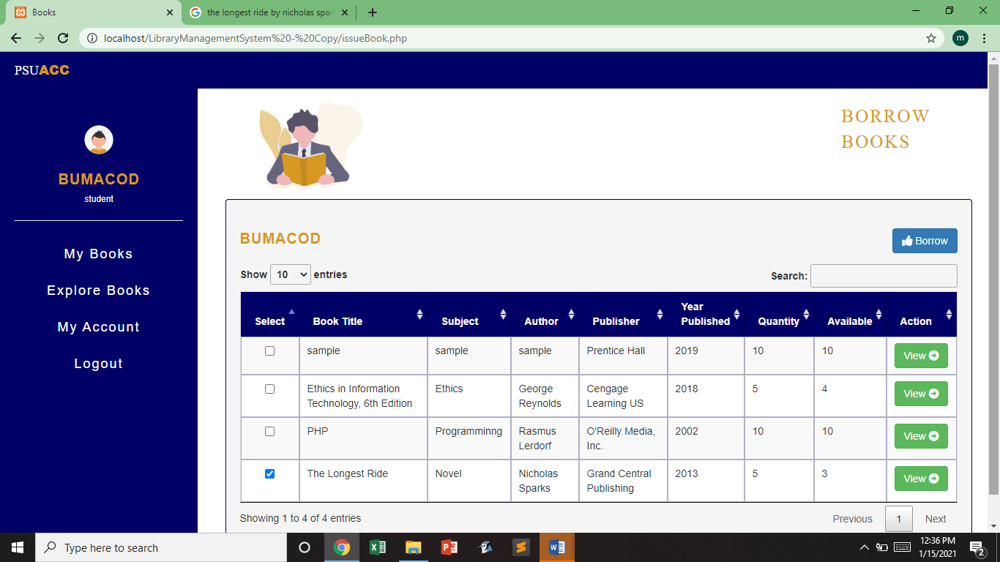 Books
the longest ride by nicholas spar
localhost/LibraryManagementSystem%20-%20Copy/issueBook.php
m
PSUACC
BUMACOD
student
My Books
Explore Books
My Account
Logout
BORROW
BOOKS
BUMACOD
Borrow
Show 10 entries
Search:
Select Book Title Subject Author Publisher Year Published Quantity Available Action
sample sample sample Prentice Hall 2019 10 10 View
Ethics in Information Technology, 6th Edition Ethics George Reynolds Cengage Learning US 2018 5 4 View
PHP Programminng Rasmus Lerdorf O'Reilly Media, Inc. 2002 10 10 View
The Longest Ride Novel Nicholas Sparks Grand Central Publishing 2013 5 3 View
Showing 1 to 4 of 4 entries
Previous 1 Next
Type here to search
12:36 PM
1/15/2021
2